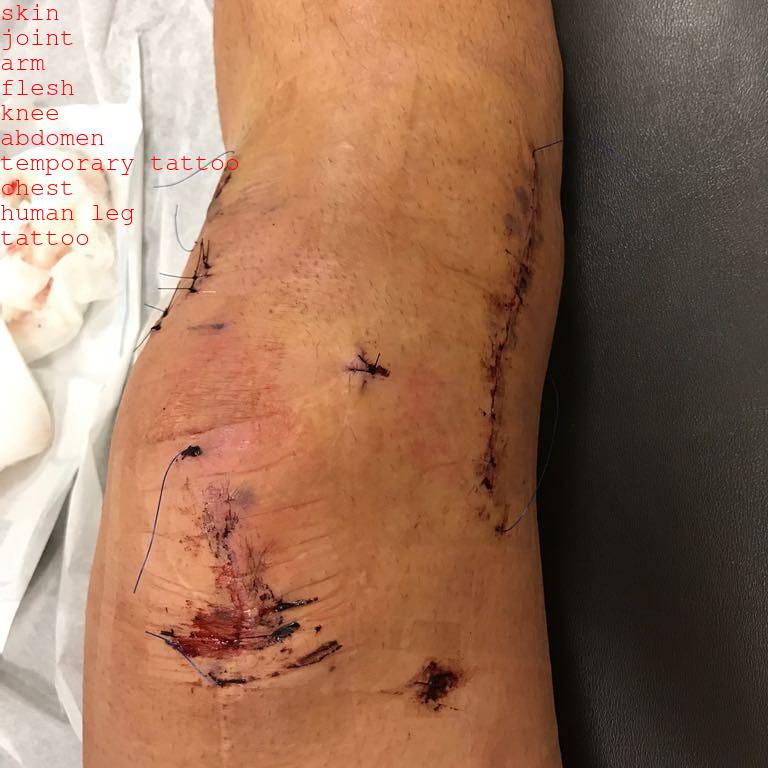 skin
joint
arm
flesh
knee
abdomen
temporary tattoo
chest
human leg
tattoo